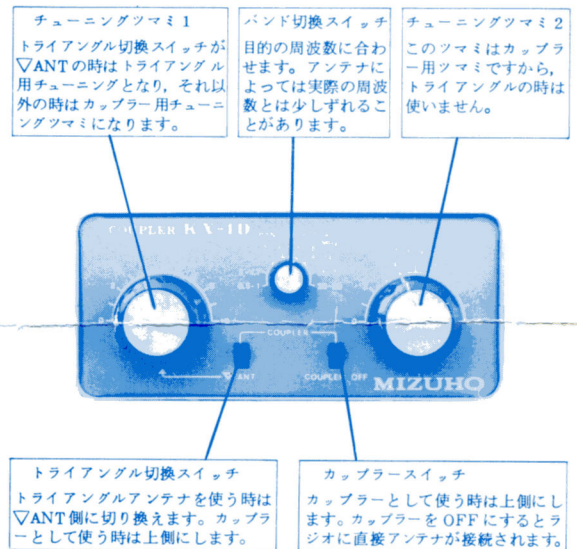 チューニングツマミ1
トライアングル切換スイッチが
▽ANTの時はトライアングル
用チューニングとなり，それ以
外の時はカップラー用チューニ
ングツマミになります。
バンド切換スイッチ
目的の周波数に合わ
せます。アンテナに
よっては実際の周波
数とは少しずれるこ
とがあります。
チューニングツマミ2
このツマミはカップラ
ー用ツマミですから，
トライアングルの時は
使いません。
COUPLER KX-1D
COUPLER
▽ANT
COUPLER OFF
MIZUHO
トライアングル切換スイッチ
トライアングルアンテナを使う時は
▽ANT側に切り換えます。カップラ
ーとして使う時は上側にします。
カップラースイッチ
カップラーとして使う時は上側にし
ます。カップラーをOFFにするとラ
ジオに直接アンテナが接続されます。